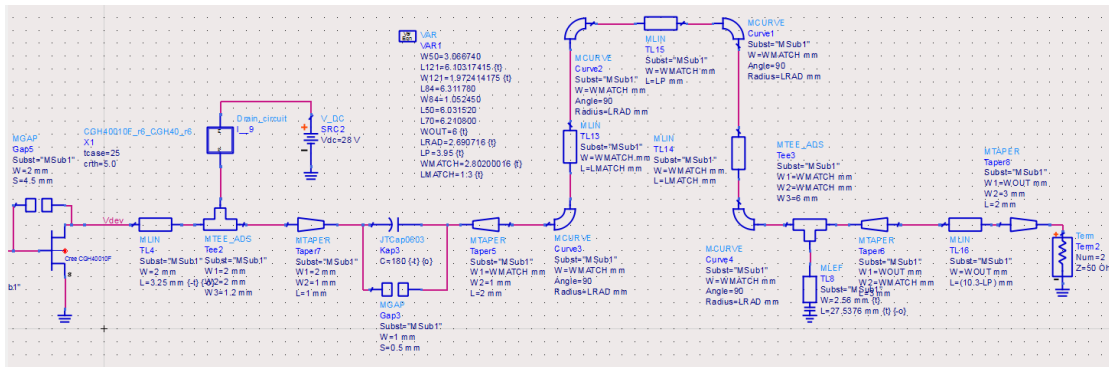 VAR
VAR1
W50=3.066740
L121=6.10317415 {t}
W121=1.972414175 {t}
L84=6.311780
W84=1.052450
L50=6.031520
L70=6.210800
WOUT=6 {t}
LRAD=2.690716 {t}
LP=3.95 {t}
WMATCH=2.80200016 {t}
LMATCH=1.3 {t}
MGAP
Gap5
Subst="MSub1"
W=2 mm
S=4.5 mm
CGH40010F_r6_CGH40_r6.
X1
tcase=25
crth=5.0
Cree CGH40010F
b1"
Vdev
Drain_circuit
I__9
V_DC
SRC2
Vdc=28 V
MLIN
TL4
Subst="MSub1"
W=2 mm
L=3.25 mm {-t}
MTEE_ADS
Tee2
Subst="MSub1"
W1=2 mm
W2=2 mm
W3=1.2 mm
MTAPER
Taper7
Subst="MSub1"
W1=2 mm
W2=1 mm
L=1 mm
JTCap0603
Kap3
C=180 {-t} {o}
MGAP
Gap3
Subst="MSub1"
W=1 mm
S=0.5 mm
MTAPER
Taper5
Subst="MSub1"
W1=WMATCH mm
W2=1 mm
L=2 mm
MCURVE
Curve3
Subst="MSub1"
W=WMATCH mm
Angle=90
Radius=LRAD mm
MLIN
TL13
Subst="MSub1"
W=WMATCH mm
L=LMATCH mm
MCURVE
Curve2
Subst="MSub1"
W=WMATCH mm
Angle=90
Radius=LRAD mm
MLIN
TL15
Subst="MSub1"
W=WMATCH mm
L=LP mm
MCURVE
Curve1
Subst="MSub1"
W=WMATCH mm
Angle=90
Radius=LRAD mm
MLIN
TL14
Subst="MSub1"
W=WMATCH mm
L=LMATCH mm
MCURVE
Curve4
Subst="MSub1"
W=WMATCH mm
Angle=90
Radius=LRAD mm
MTEE_ADS
Tee3
Subst="MSub1"
W1=WMATCH mm
W2=WMATCH mm
W3=6 mm
MLEF
TL8
Subst="MSub1"
W=2.56 mm {t}
L=27.5376 mm {t} {-o}
MTAPER
Taper6
Subst="MSub1"
W1=WOUT mm
W2=WMATCH mm
MLIN
TL16
Subst="MSub1"
W=WOUT mm
L=(10.3-LP) mm
MTAPER
Taper8
Subst="MSub1"
W1=WOUT mm
W2=3 mm
L=2 mm
Term
Term2
Num=2
Z=50 Oh